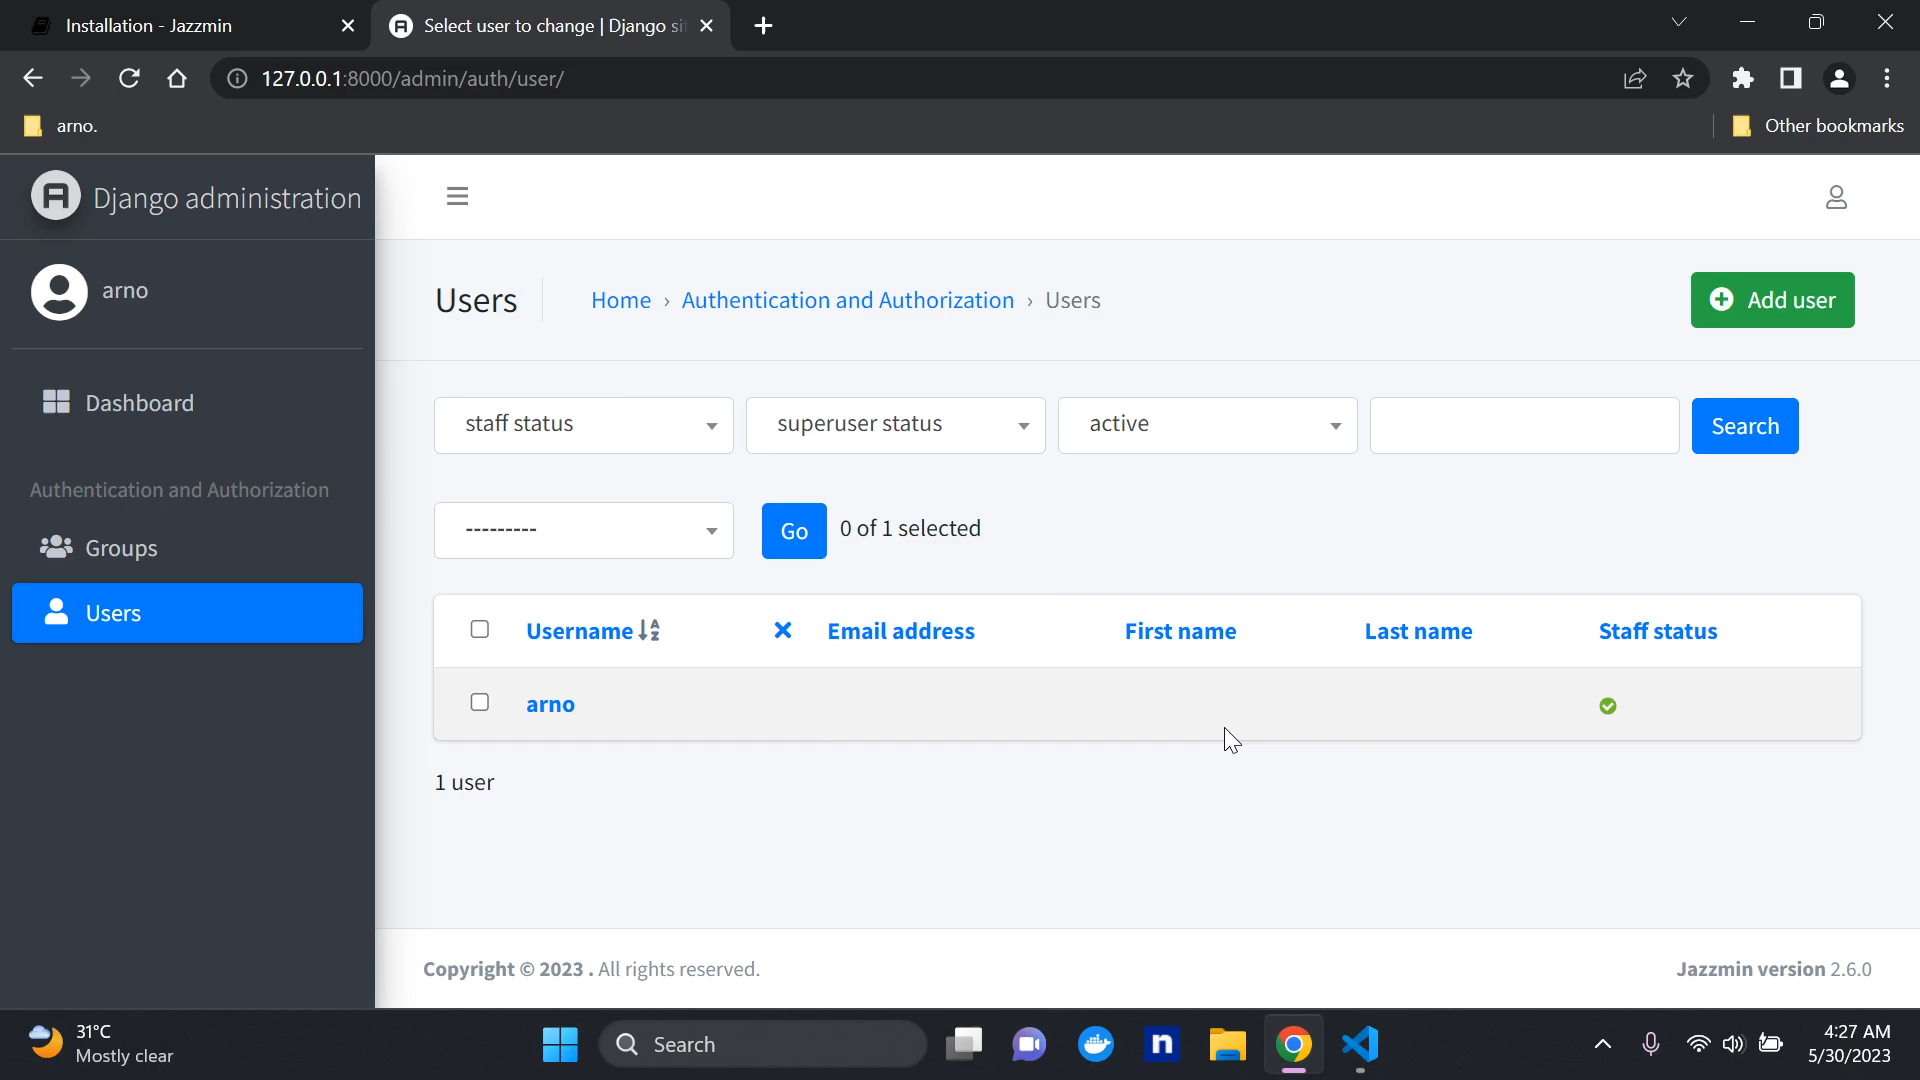 Installation - Jazzmin
Select user to change | Django si
127.0.0.1:8000/admin/auth/user/
arno.
Other bookmarks
Django administration
arno
Dashboard
Authentication and Authorization
Groups
Users
Users
Home › Authentication and Authorization › Users
Add user
staff status
superuser status
active
Search
---------
Go
0 of 1 selected
Username
Email address
First name
Last name
Staff status
arno
1 user
Copyright © 2023 . All rights reserved.
Jazzmin version 2.6.0
31°C
Mostly clear
Search
4:27 AM
5/30/2023